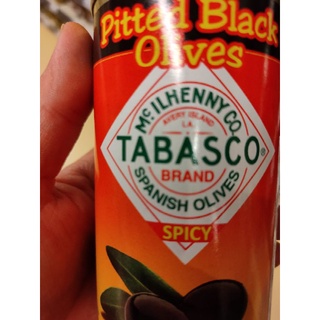 Pitted Black
Olives
McILHENNY CO.
AVERY ISLAND
LA.
TABASCO®
BRAND
SPANISH OLIVES
SPICY